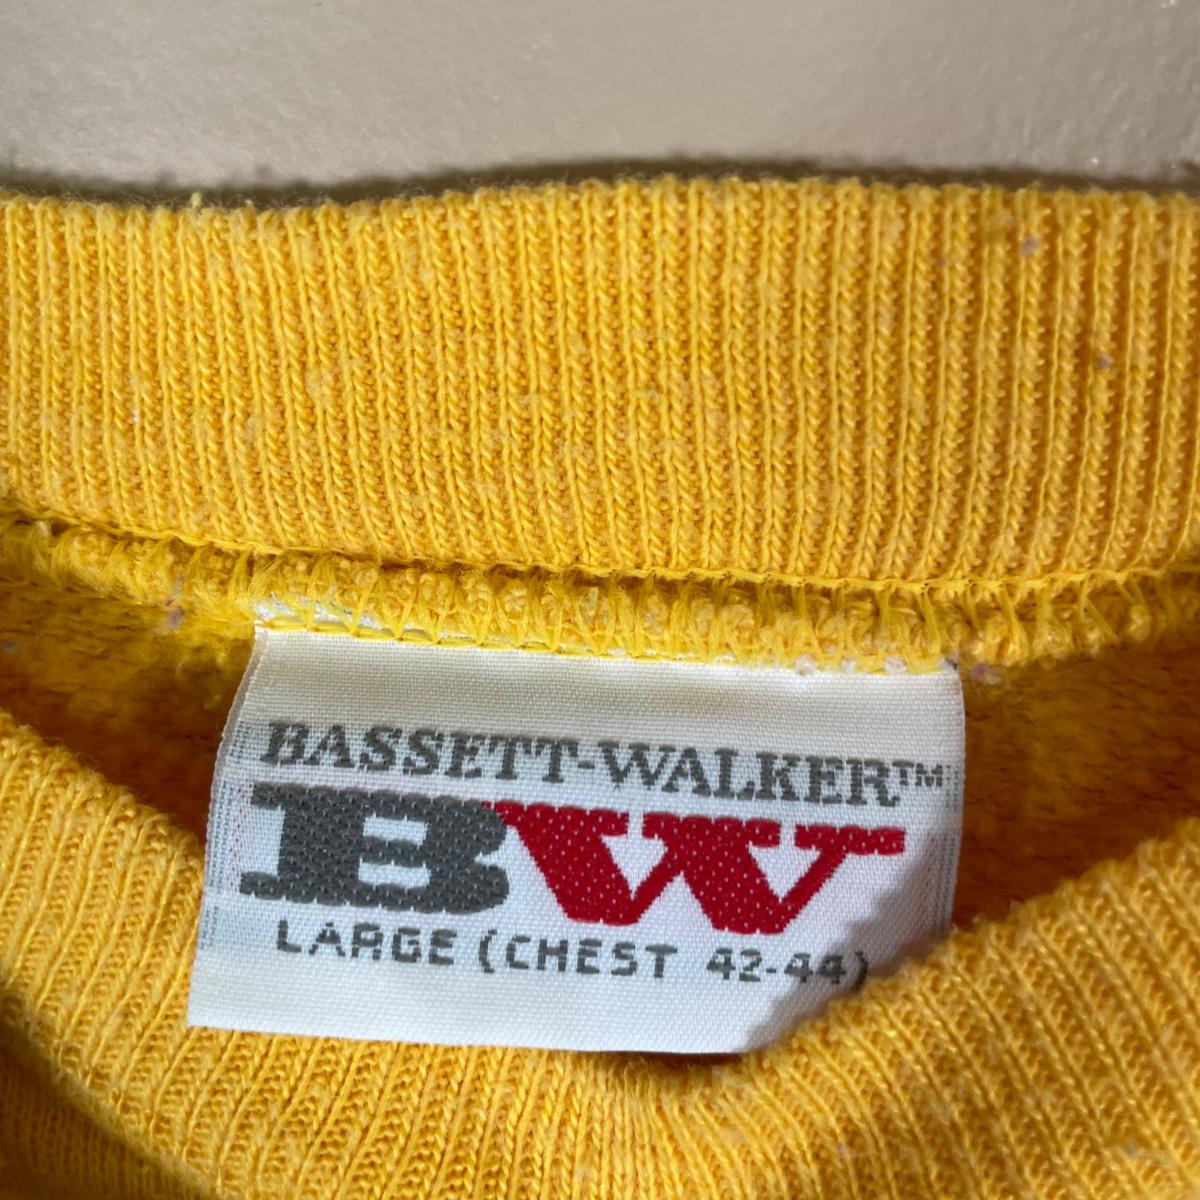 BASSETT-WALKER™
BW
LARGE (CHEST 42-44)